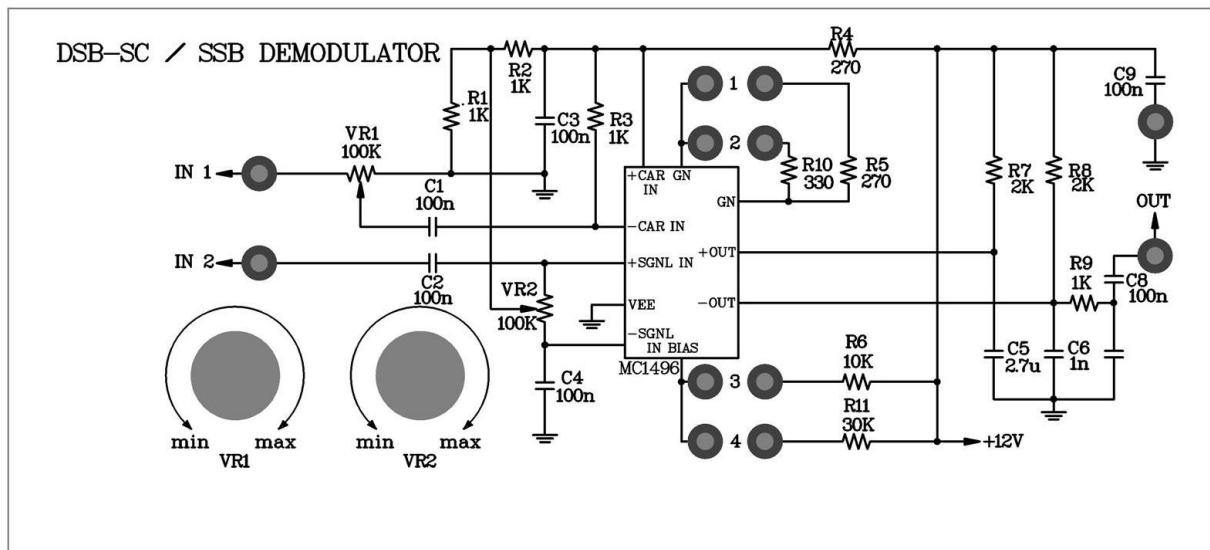 DSB-SC / SSB DEMODULATOR
R1
1K
R2
1K
C3
100n
R3
1K
R4
270
1
2
R10
330
R5
270
R7
2K
R8
2K
C9
100n
VR1
100K
IN 1
C1
100n
IN 2
C2
100n
VR2
100K
C4
100n
+CAR
IN
GN
GN
-CAR IN
+SGNL IN
VEE
-SGNL
IN BIAS
+OUT
-OUT
MC1496
OUT
R9
1K
C8
100n
C5
2.7u
C6
1n
3
R6
10K
4
R11
30K
+12V
min
max
VR1
min
max
VR2